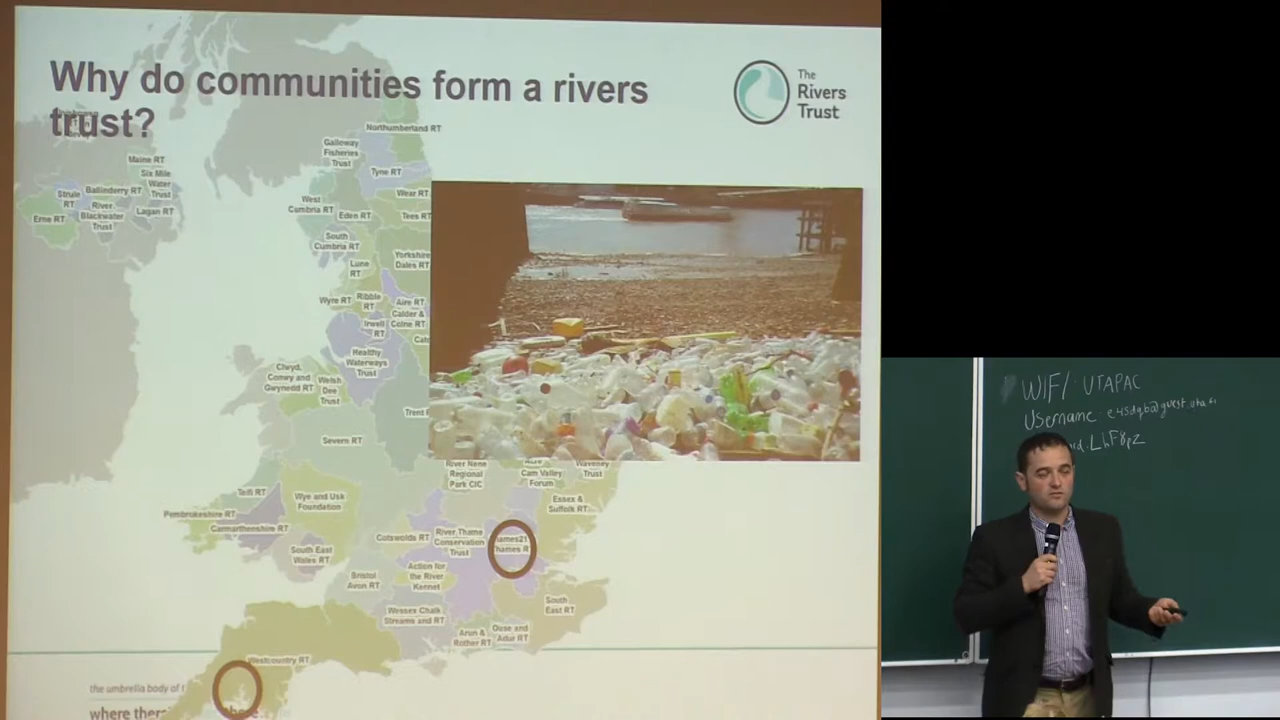 Why do communities form a rivers
trust?
The
Rivers
Trust
Northumberland RT
Galloway
Fisheries
Trust
Tyne RT
Maine RT
Six Mile
Water
Trust
Strule
RT
Ballinderry RT
River
Blackwater
Trust
Lagan RT
Erne RT
West
Cumbria RT
Wear RT
Eden RT
Tees RT
South
Cumbria RT
Yorkshire
Dales RT
Lune
RT
Wyre RT
Ribble
RT
Aire RT
Irwell
RT
Calder &
Colne RT
Healthy
Waterways
Trust
Clwyd,
Conwy and
Gwynedd RT
Welsh
Dee
Trust
Trent
Severn RT
River Nene
Regional
Park CIC
Cam Valley
Forum
Waveney
Trust
Essex &
Suffolk RT
Teifi RT
Wye and Usk
Foundation
Pembrokeshire RT
Carmarthenshire RT
South East
Wales RT
Cotswolds RT
River Thame
Conservation
Trust
ames21
hames R
Bristol
Avon RT
Action for
the River
Kennet
Wessex Chalk
Streams and RT
South
East RT
Arun &
Rother RT
Ouse and
Adur RT
Westcountry RT
the umbrella body of
where there
WIFI UTAPAC
Username